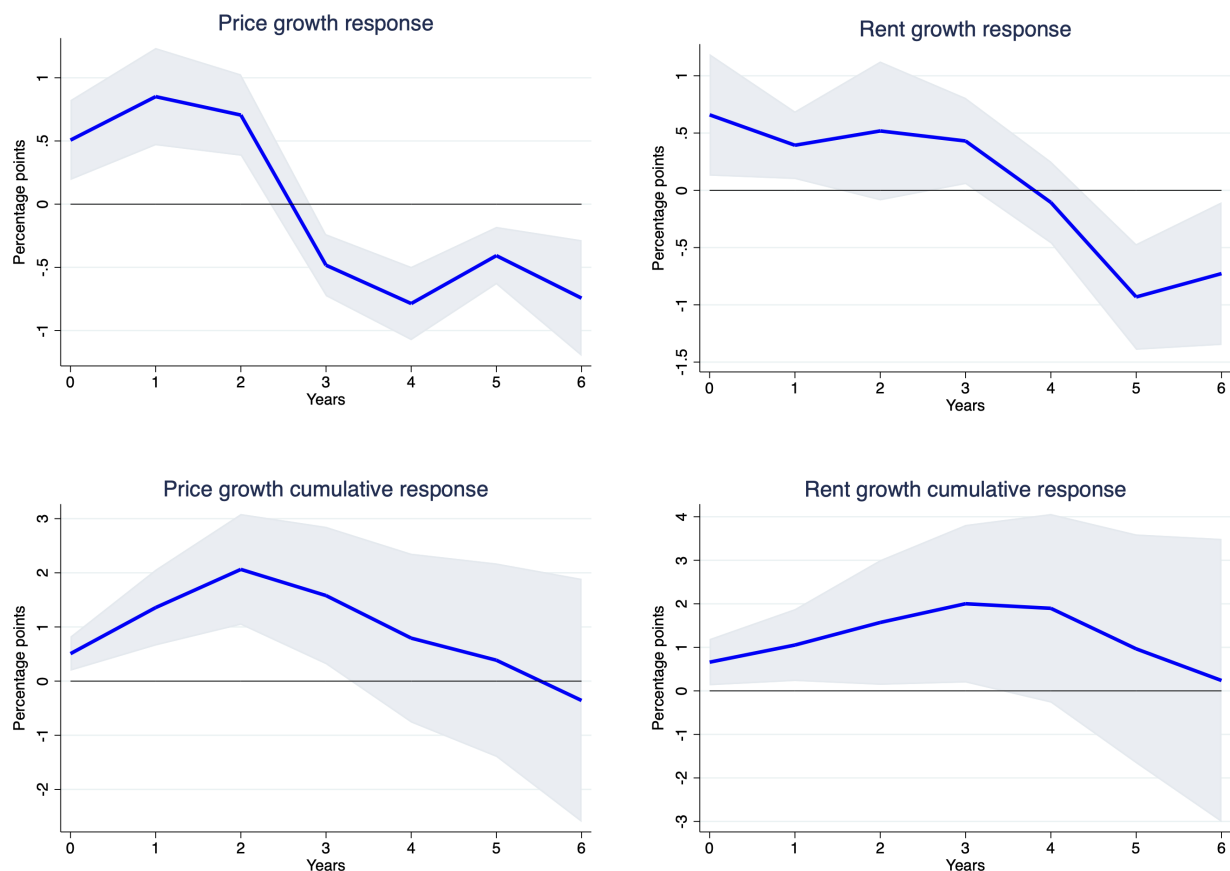 Price growth response
Percentage points
1
.5
0
-.5
-1
0 1 2 3 4 5 6
Years
Rent growth response
Percentage points
1
.5
0
-.5
-1
-1.5
0 1 2 3 4 5 6
Years
Price growth cumulative response
Percentage points
3
2
1
0
-1
-2
0 1 2 3 4 5 6
Years
Rent growth cumulative response
Percentage points
4
3
2
1
0
-1
-2
-3
0 1 2 3 4 5 6
Years